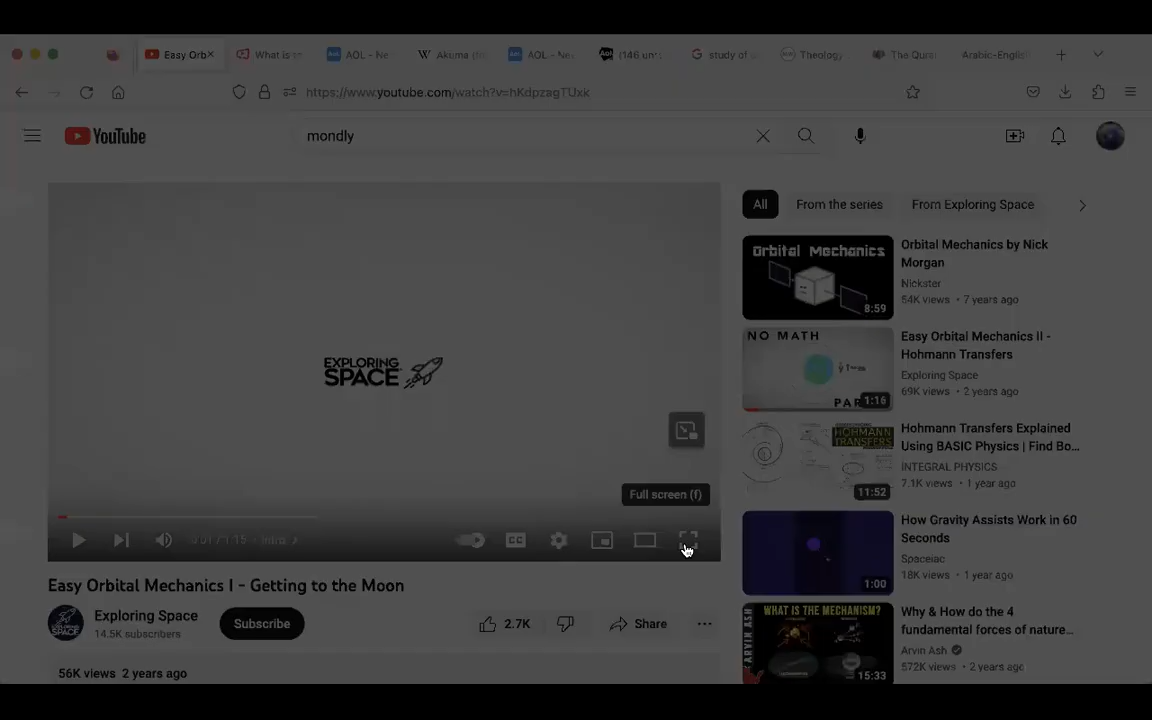 Easy Orb
What is a
AOL - Ne
Akuma (
AOL - Ne
Aol
(146 un
study of
Theology
The Qura
Arabic-English
https://www.youtube.com/watch?v=hKdpzagTUxk
YouTube
mondly
EXPLORING
SPACE
Full screen (f)
0:01 / 1:15 • Intro
CC
Easy Orbital Mechanics I - Getting to the Moon
Exploring Space
14.5K subscribers
Subscribe
2.7K
Share
56K views 2 years ago
All
From the series
From Exploring Space
Orbital Mechanics
8:59
Orbital Mechanics by Nick
Morgan
Nickster
54K views • 7 years ago
NO MATH
PAR
1:16
Easy Orbital Mechanics II -
Hohmann Transfers
Exploring Space
69K views • 2 years ago
HOHMANN
TRANSFERS
11:52
Hohmann Transfers Explained
Using BASIC Physics | Find Bo...
INTEGRAL PHYSICS
7.1K views • 1 year ago
1:00
How Gravity Assists Work in 60
Seconds
Spaceiac
18K views • 1 year ago
WHAT IS THE MECHANISM?
ARVIN ASH
15:33
Why & How do the 4
fundamental forces of nature...
Arvin Ash
572K views • 2 years ago